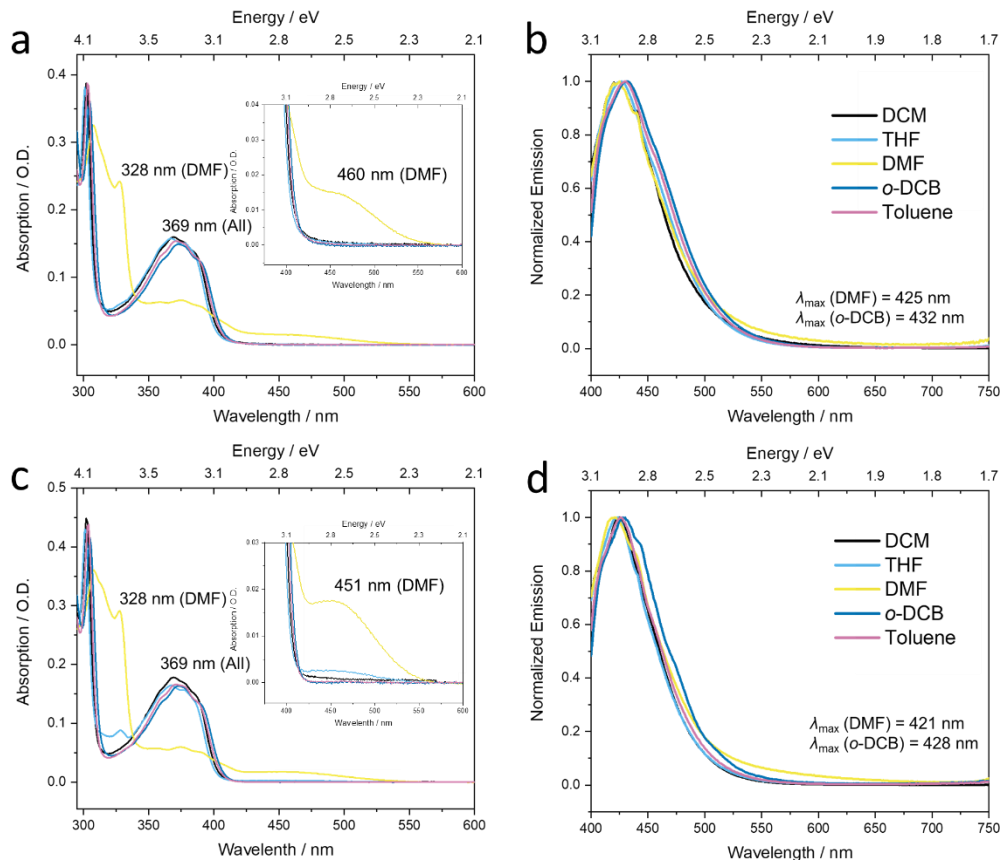 a
Energy / eV
4.1 3.5 3.1 2.8 2.5 2.3 2.1
Absorption / O.D.
0.4
0.3
0.2
0.1
0.0
328 nm (DMF)
369 nm (All)
Energy / eV
3.1 2.8 2.5 2.3 2.1
Absorption / O.D.
0.04
0.03
0.02
0.01
0.00
460 nm (DMF)
400 450 500 550 600
Wavelength / nm
300 350 400 450 500 550 600
Wavelength / nm
b
Energy / eV
3.1 2.8 2.5 2.3 2.1 1.9 1.8 1.7
Normalized Emission
1.0
0.8
0.6
0.4
0.2
0.0
DCM
THF
DMF
o-DCB
Toluene
λmax (DMF) = 425 nm
λmax (o-DCB) = 432 nm
400 450 500 550 600 650 700 750
Wavelength / nm
c
Energy / eV
4.1 3.5 3.1 2.8 2.5 2.3 2.1
Absorption / O.D.
0.5
0.4
0.3
0.2
0.1
0.0
328 nm (DMF)
369 nm (All)
Energy / eV
3.1 2.8 2.5 2.3 2.1
Absorption / O.D.
0.03
0.02
0.01
0.00
451 nm (DMF)
400 450 500 550 600
Wavelenth / nm
300 350 400 450 500 550 600
Wavelenth / nm
d
Energy / eV
3.1 2.8 2.5 2.3 2.1 1.9 1.8 1.7
Normalized Emission
1.0
0.8
0.6
0.4
0.2
0.0
DCM
THF
DMF
o-DCB
Toluene
λmax (DMF) = 421 nm
λmax (o-DCB) = 428 nm
400 450 500 550 600 650 700 750
Wavelength / nm